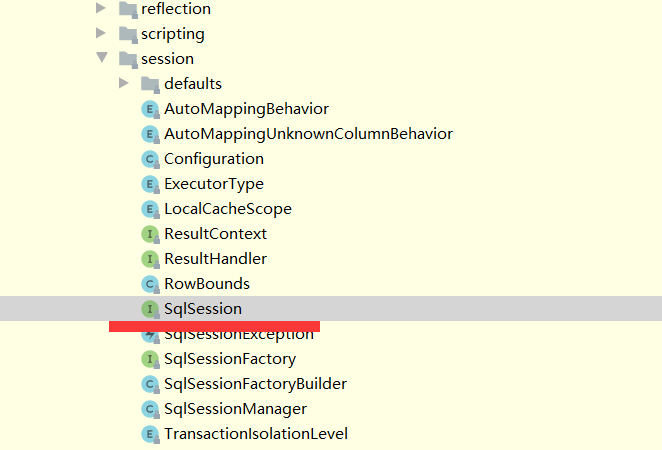 reflection
scripting
session
defaults
E AutoMappingBehavior
E AutoMappingUnknownColumnBehavior
C Configuration
E ExecutorType
E LocalCacheScope
I ResultContext
I ResultHandler
C RowBounds
I SqlSession
SqlSessionException
I SqlSessionFactory
C SqlSessionFactoryBuilder
C SqlSessionManager
E TransactionIsolationLevel